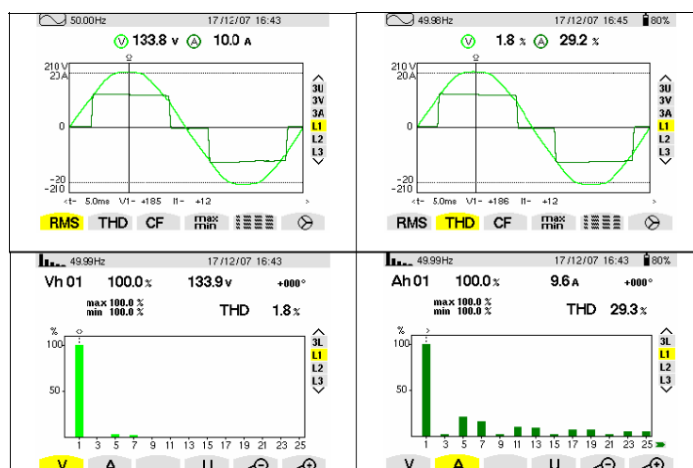 50.00Hz 17/12/07 16:43
V 133.8 v A 10.0 A
210 V
20 A
0
-20
-210
3U
3V
3A
L1
L2
L3
<t- 5.0ms V1- +185 I1- +12 >
RMS THD CF max min
49.98Hz 17/12/07 16:45 80%
V 1.8 % A 29.2 %
210 V
20 A
0
-20
-210
3U
3V
3A
L1
L2
L3
<t- 5.0ms V1- +186 I1- +12 >
RMS THD CF max min
49.99Hz 17/12/07 16:43
Vh 01 100.0 % 133.9 v +000°
max 100.0 %
min 100.0 % THD 1.8 %
%
100
50
3L
L1
L2
L3
1 3 5 7 9 11 13 15 17 19 21 23 25
V A U
49.99Hz 17/12/07 16:43 80%
Ah 01 100.0 % 9.6 A +000°
max 100.0 %
min 100.0 % THD 29.3 %
%
100
50
3L
L1
L2
L3
1 3 5 7 9 11 13 15 17 19 21 23 25
V A U